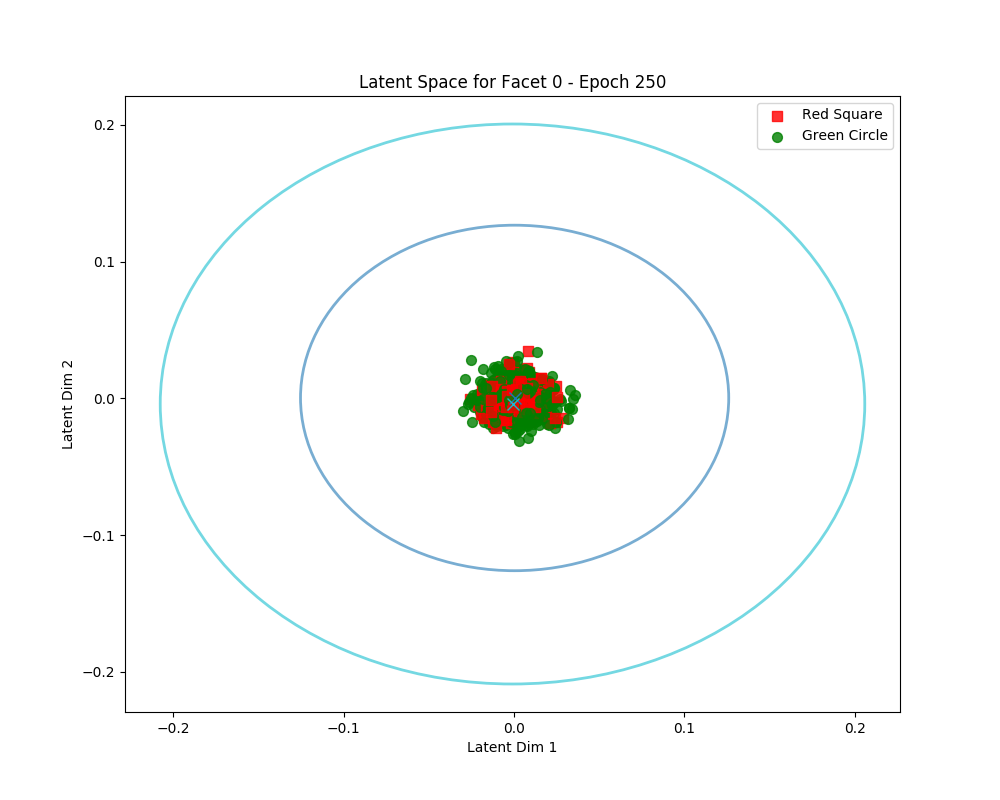 Latent Space for Facet 0 - Epoch 250
Red Square
Green Circle
0.2
0.1
0.0
−0.1
−0.2
Latent Dim 2
−0.2
−0.1
0.0
0.1
0.2
Latent Dim 1